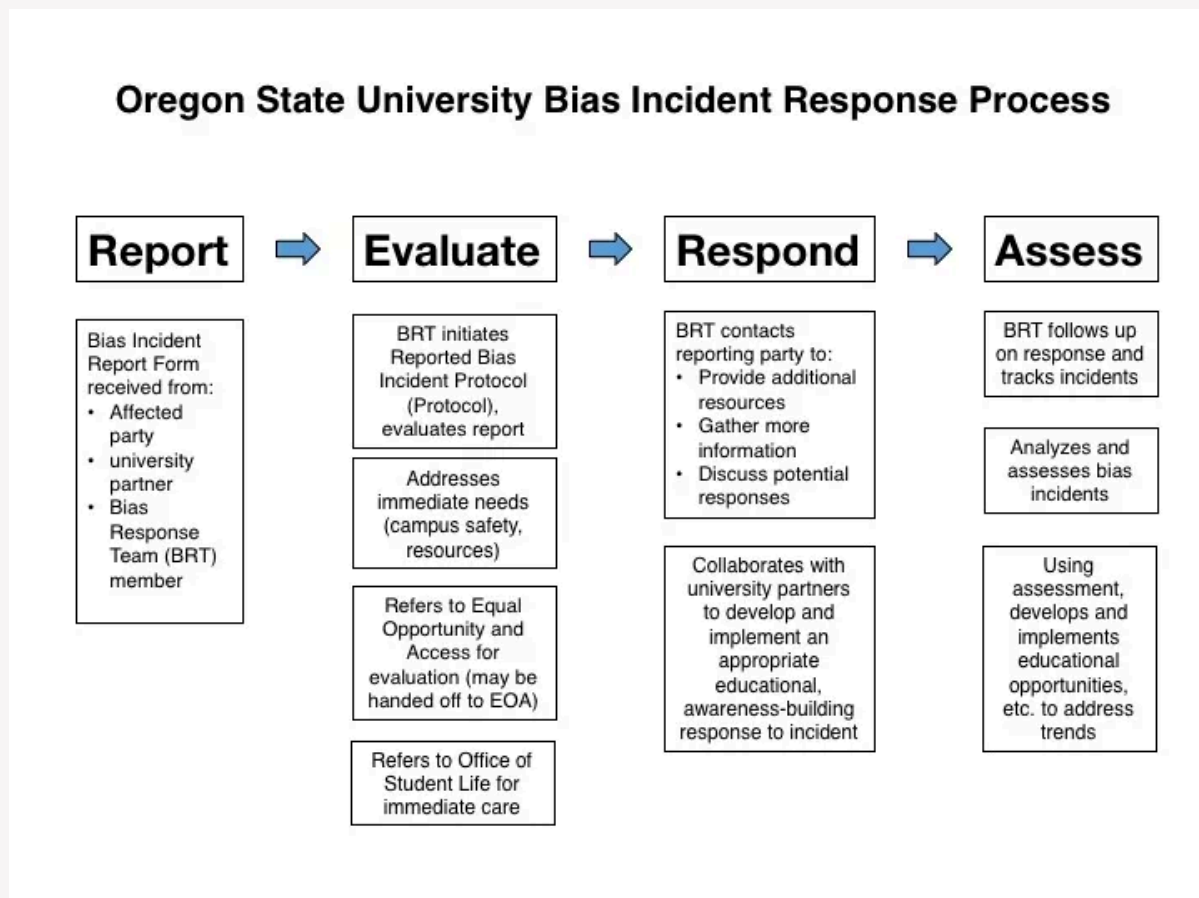 Oregon State University Bias Incident Response Process
Report
Bias Incident
Report Form
received from:
• Affected
party
• university
partner
• Bias
Response
Team (BRT)
member
Evaluate
BRT initiates
Reported Bias
Incident Protocol
(Protocol),
evaluates report
Addresses
immediate needs
(campus safety,
resources)
Refers to Equal
Opportunity and
Access for
evaluation (may be
handed off to EOA)
Refers to Office of
Student Life for
immediate care
Respond
BRT contacts
reporting party to:
• Provide additional
resources
• Gather more
information
• Discuss potential
responses
Collaborates with
university partners
to develop and
implement an
appropriate
educational,
awareness-building
response to incident
Assess
BRT follows up
on response and
tracks incidents
Analyzes and
assesses bias
incidents
Using
assessment,
develops and
implements
educational
opportunities,
etc. to address
trends